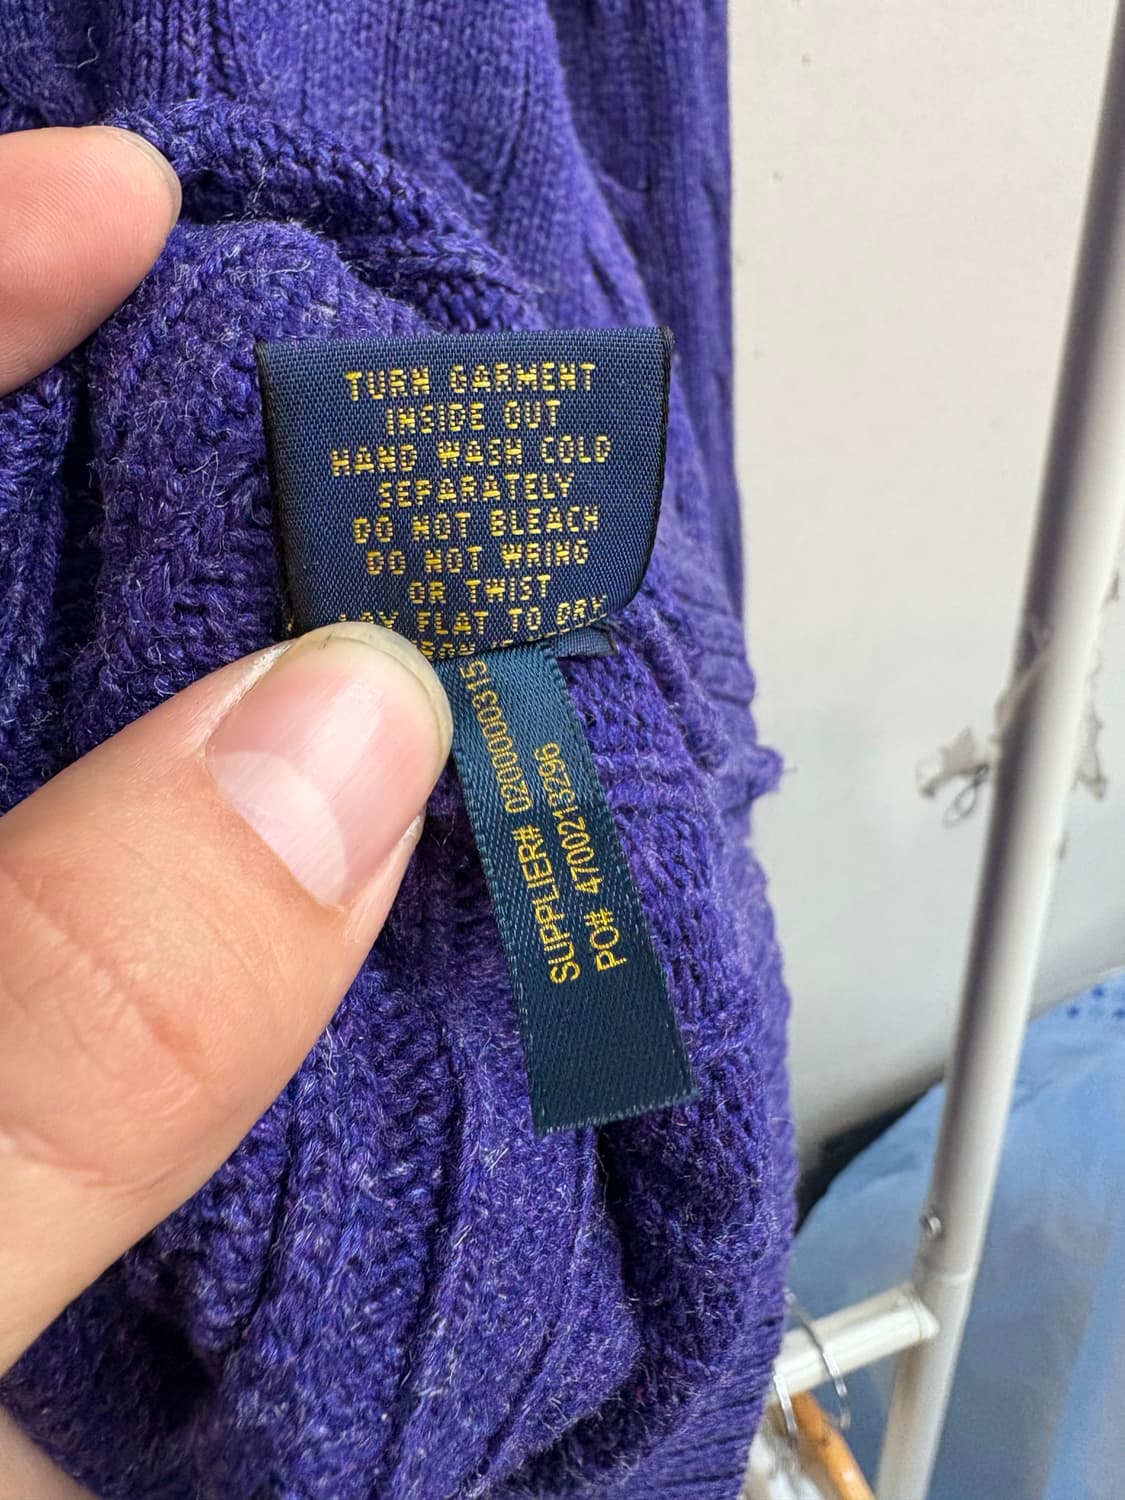 TURN GARMENT
INSIDE OUT
HAND WASH COLD
SEPARATELY
DO NOT BLEACH
DO NOT WRING
OR TWIST
LAY FLAT TO DRY
SUPPLIER# 0200000315
PO# 4700215296